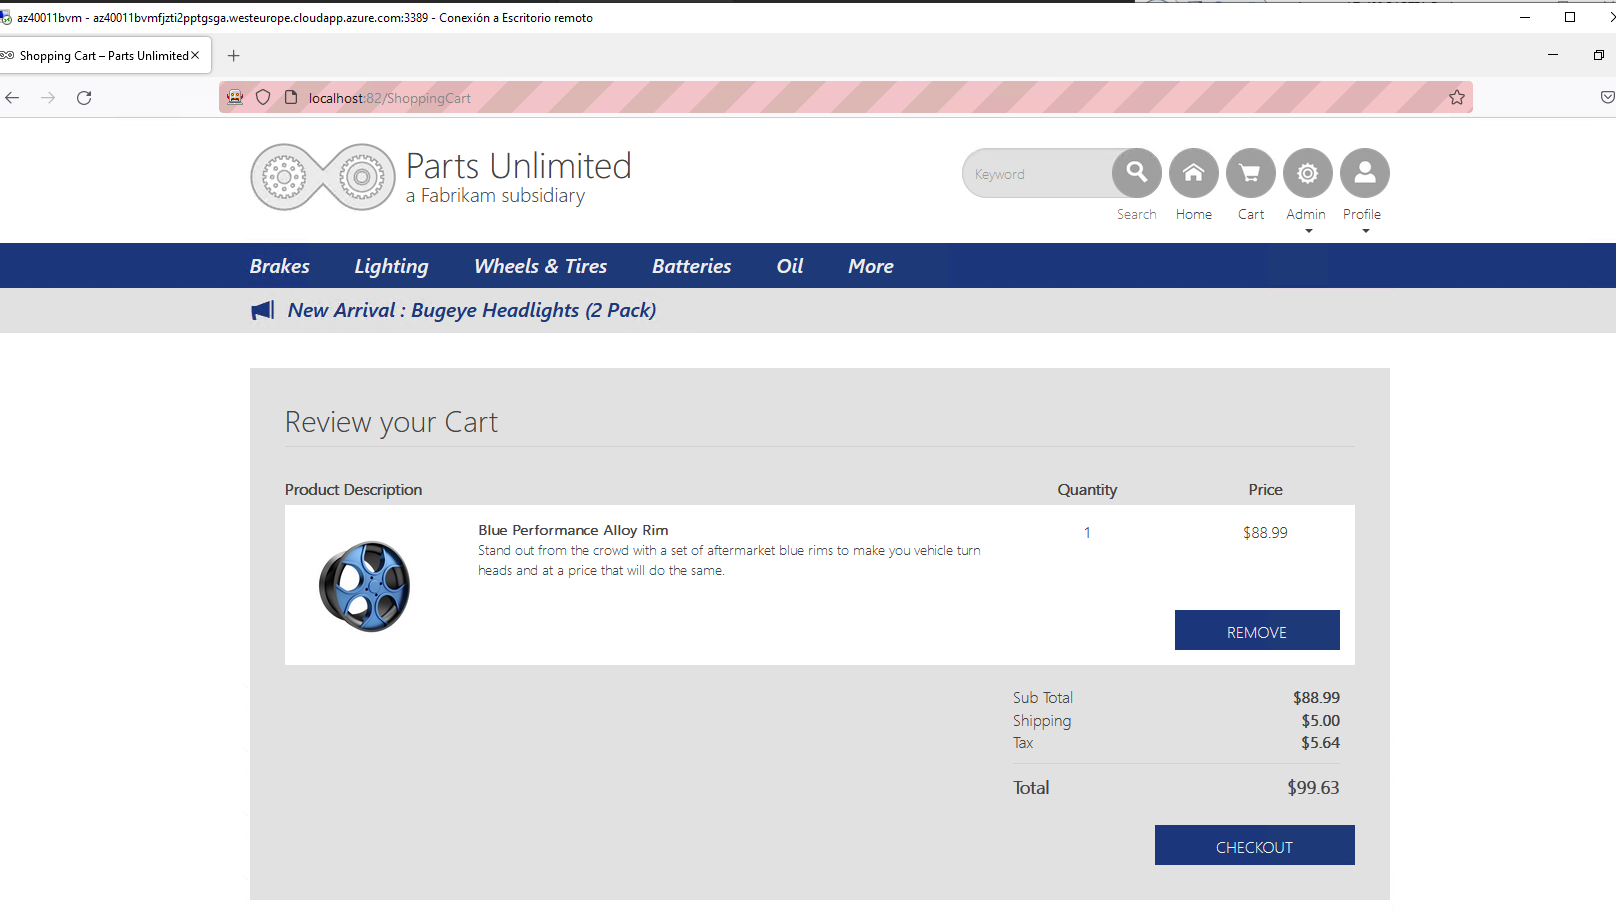 az40011bvm - az40011bvmfjzti2pptgsga.westeurope.cloudapp.azure.com:3389 - Conexión a Escritorio remoto
Shopping Cart – Parts Unlimited
localhost:82/ShoppingCart
Parts Unlimited
a Fabrikam subsidiary
Keyword
Search Home Cart Admin Profile
Brakes Lighting Wheels & Tires Batteries Oil More
New Arrival : Bugeye Headlights (2 Pack)
Review your Cart
Product Description Quantity Price
Blue Performance Alloy Rim
1 $88.99
Stand out from the crowd with a set of aftermarket blue rims to make you vehicle turn
heads and at a price that will do the same.
REMOVE
Sub Total $88.99
Shipping $5.00
Tax $5.64
Total $99.63
CHECKOUT